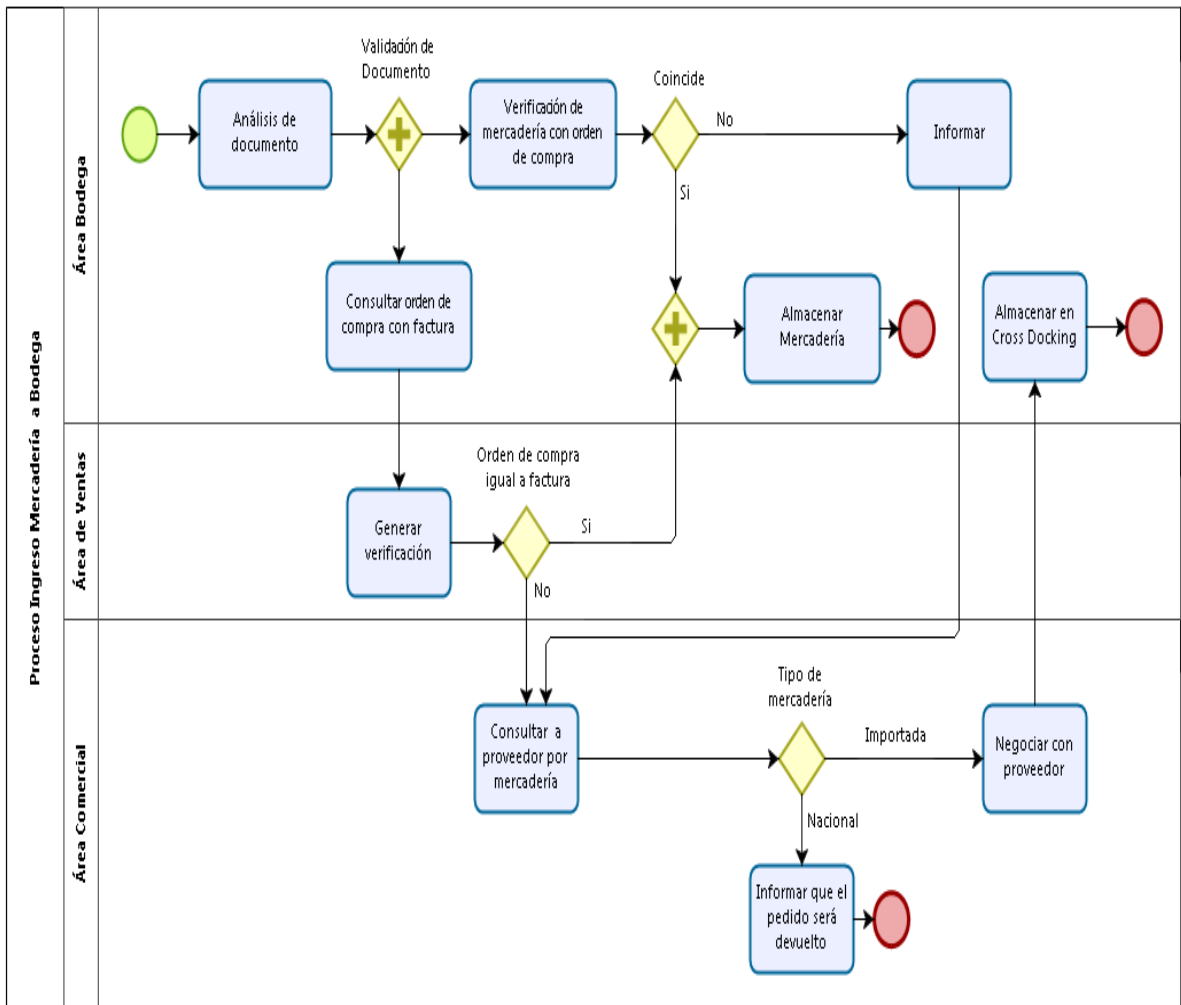 Proceso Ingreso Mercadería a Bodega
Área Bodega
Análisis de
documento
Validación de
Documento
Verificación de
mercadería con orden
de compra
Coincide
No
Informar
Si
Consultar orden de
compra con factura
Almacenar
Mercadería
Almacenar en
Cross Docking
Área de Ventas
Generar
verificación
Orden de compra
igual a factura
Si
No
Área Comercial
Consultar a
proveedor por
mercadería
Tipo de
mercadería
Importada
Negociar con
proveedor
Nacional
Informar que el
pedido será
devuelto